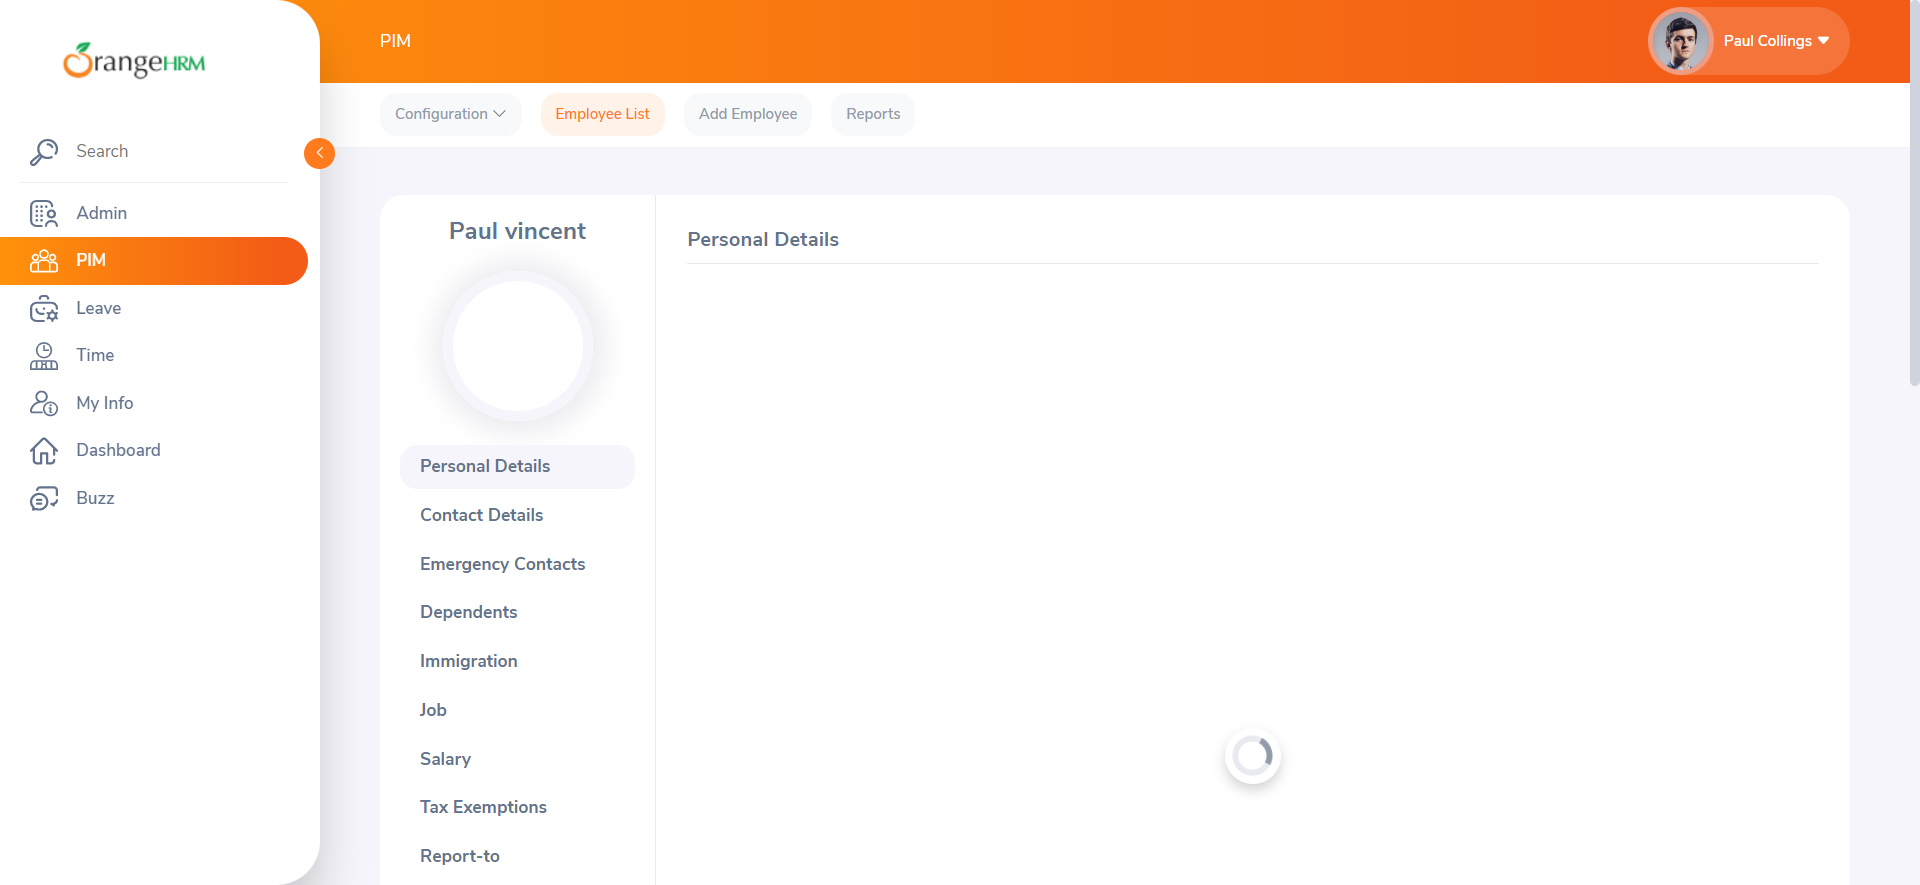 OrangeHRM
Search
Admin
PIM
Leave
Time
My Info
Dashboard
Buzz
PIM
Paul Collings
Configuration
Employee List
Add Employee
Reports
Paul vincent
Personal Details
Contact Details
Emergency Contacts
Dependents
Immigration
Job
Salary
Tax Exemptions
Report-to
Personal Details